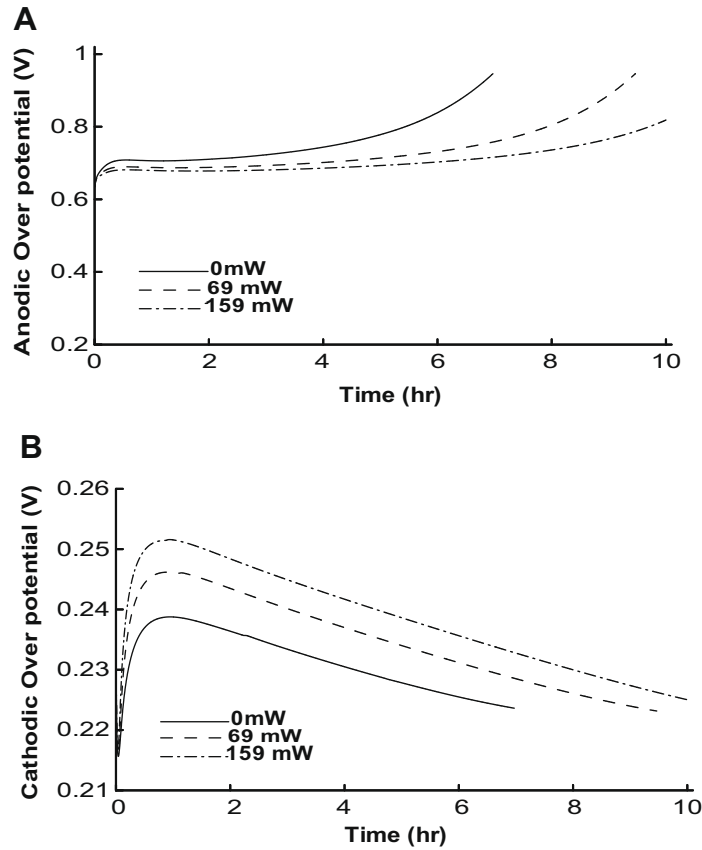 A
Anodic Over potential (V)
1
0.8
0.6
0.4
0.2
0mW
69 mW
159 mW
0 2 4 6 8 10
Time (hr)
B
Cathodic Over potential (V)
0.26
0.25
0.24
0.23
0.22
0.21
0mW
69 mW
159 mW
0 2 4 6 8 10
Time (hr)